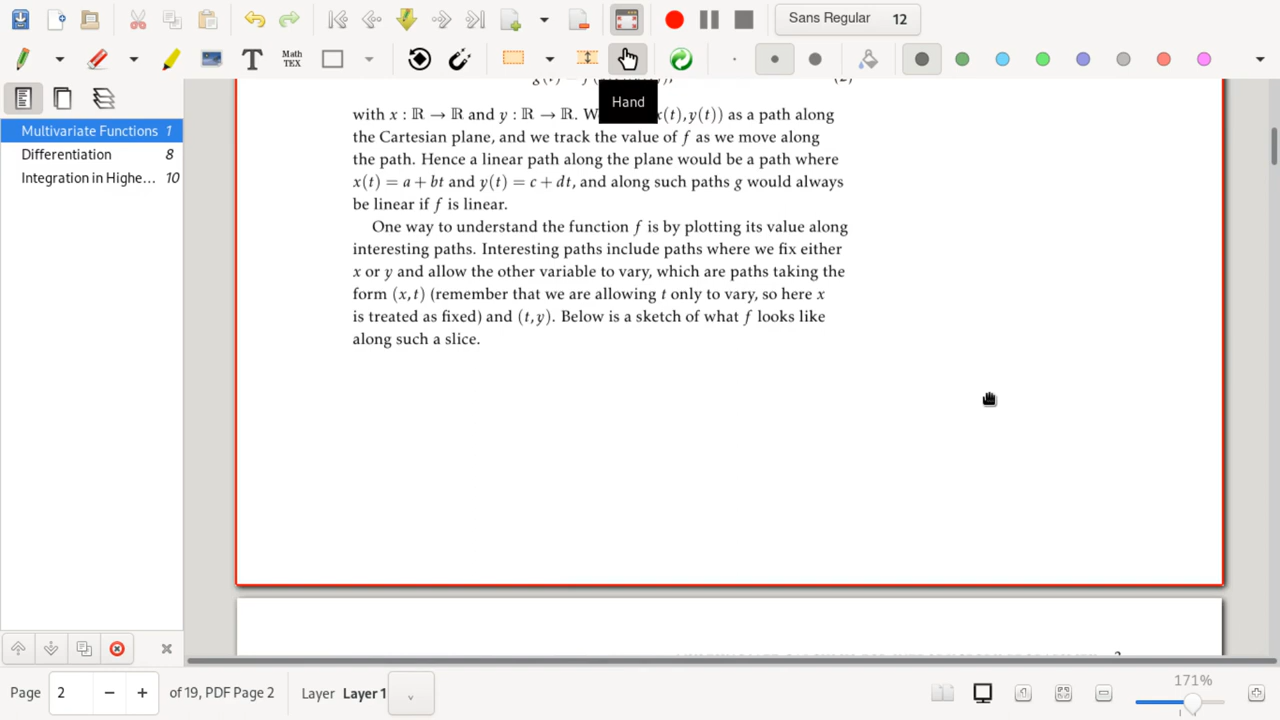 Sans Regular 12
Math
TEX
Hand
Multivariate Functions 1
Differentiation 8
Integration in Highe... 10
with x : ℝ → ℝ and y : ℝ → ℝ. x(t), y(t)) as a path along
the Cartesian plane, and we track the value of f as we move along
the path. Hence a linear path along the plane would be a path where
x(t) = a + bt and y(t) = c + dt, and along such paths g would always
be linear if f is linear.
One way to understand the function f is by plotting its value along
interesting paths. Interesting paths include paths where we fix either
x or y and allow the other variable to vary, which are paths taking the
form (x, t) (remember that we are allowing t only to vary, so here x
is treated as fixed) and (t, y). Below is a sketch of what f looks like
along such a slice.
Page 2 of 19, PDF Page 2 Layer Layer 1 171%